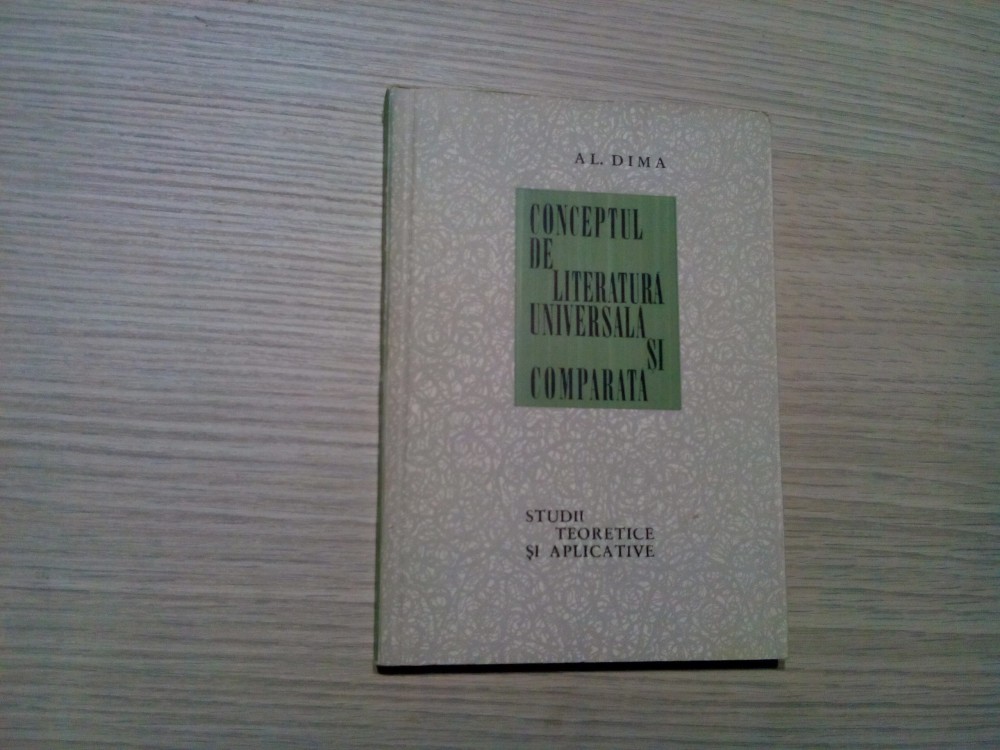 AL. DIMA
CONCEPTUL
DE
LITERATURA
UNIVERSALA
SI
COMPARATA
STUDII
TEORETICE
ŞI APLICATIVE